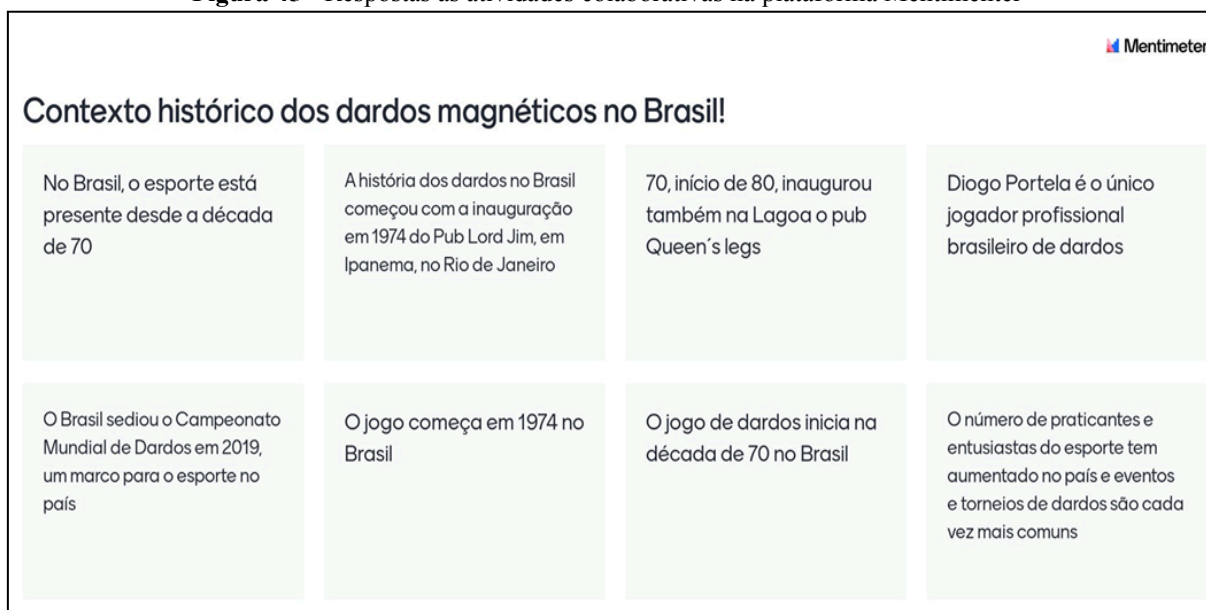 Figura 43 - Respostas às atividades colaborativas na plataforma Mentimenter
Mentimeter
Contexto histórico dos dardos magnéticos no Brasil!
No Brasil, o esporte está
presente desde a década
de 70
A história dos dardos no Brasil
começou com a inauguração
em 1974 do Pub Lord Jim, em
Ipanema, no Rio de Janeiro
70, início de 80, inaugurou
também na Lagoa o pub
Queen´s legs
Diogo Portela é o único
jogador profissional
brasileiro de dardos
O Brasil sediou o Campeonato
Mundial de Dardos em 2019,
um marco para o esporte no
país
O jogo começa em 1974 no
Brasil
O jogo de dardos inicia na
década de 70 no Brasil
O número de praticantes e
entusiastas do esporte tem
aumentado no país e eventos
e torneios de dardos são cada
vez mais comuns